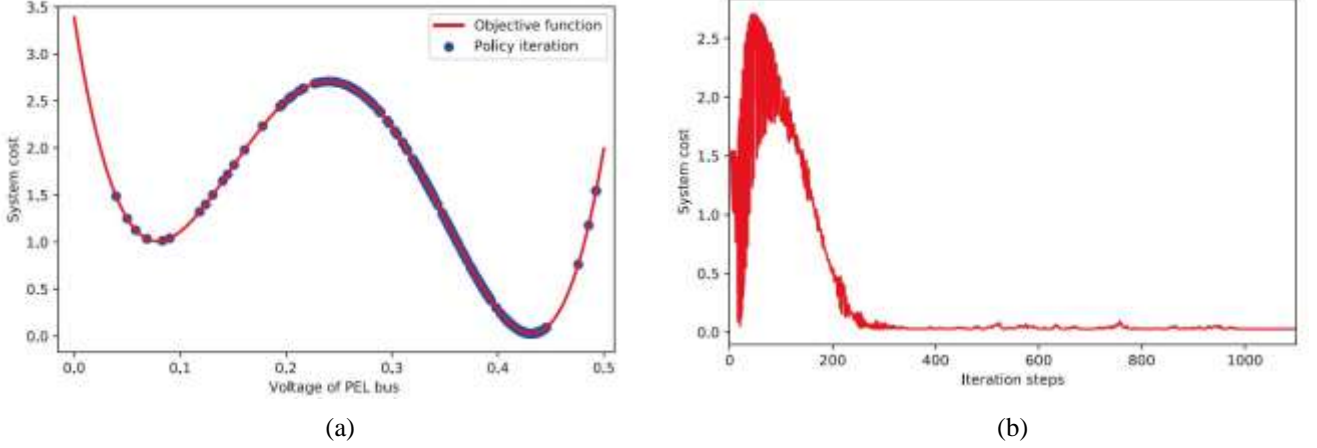 3.5
3.0
2.5
2.0
1.5
1.0
0.5
0.0
System cost
Objective function
Policy iteration
0.0 0.1 0.2 0.3 0.4 0.5
Voltage of PEL bus
(a)
2.5
2.0
1.5
1.0
0.5
0.0
System cost
0 200 400 600 800 1000
Iteration steps
(b)